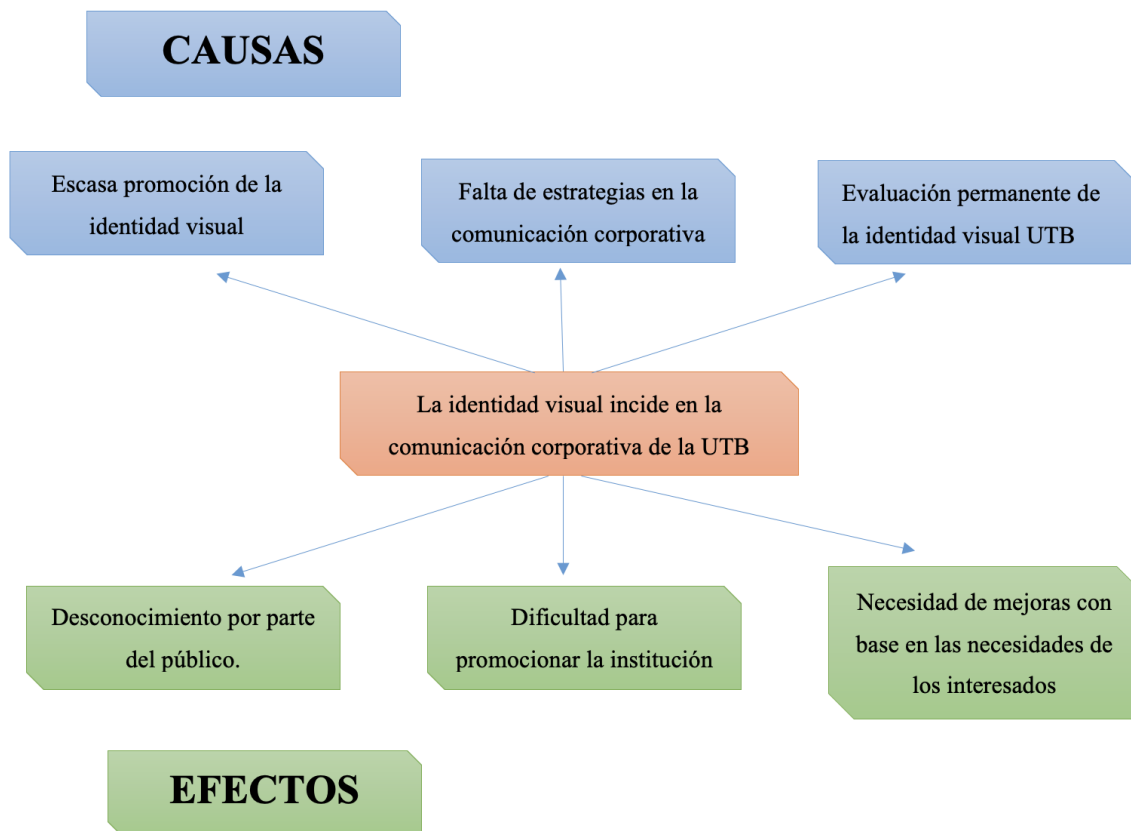 CAUSAS
Escasa promoción de la
identidad visual
Falta de estrategias en la
comunicación corporativa
Evaluación permanente de
la identidad visual UTB
La identidad visual incide en la
comunicación corporativa de la UTB
Desconocimiento por parte
del público.
Dificultad para
promocionar la institución
Necesidad de mejoras con
base en las necesidades de
los interesados
EFECTOS